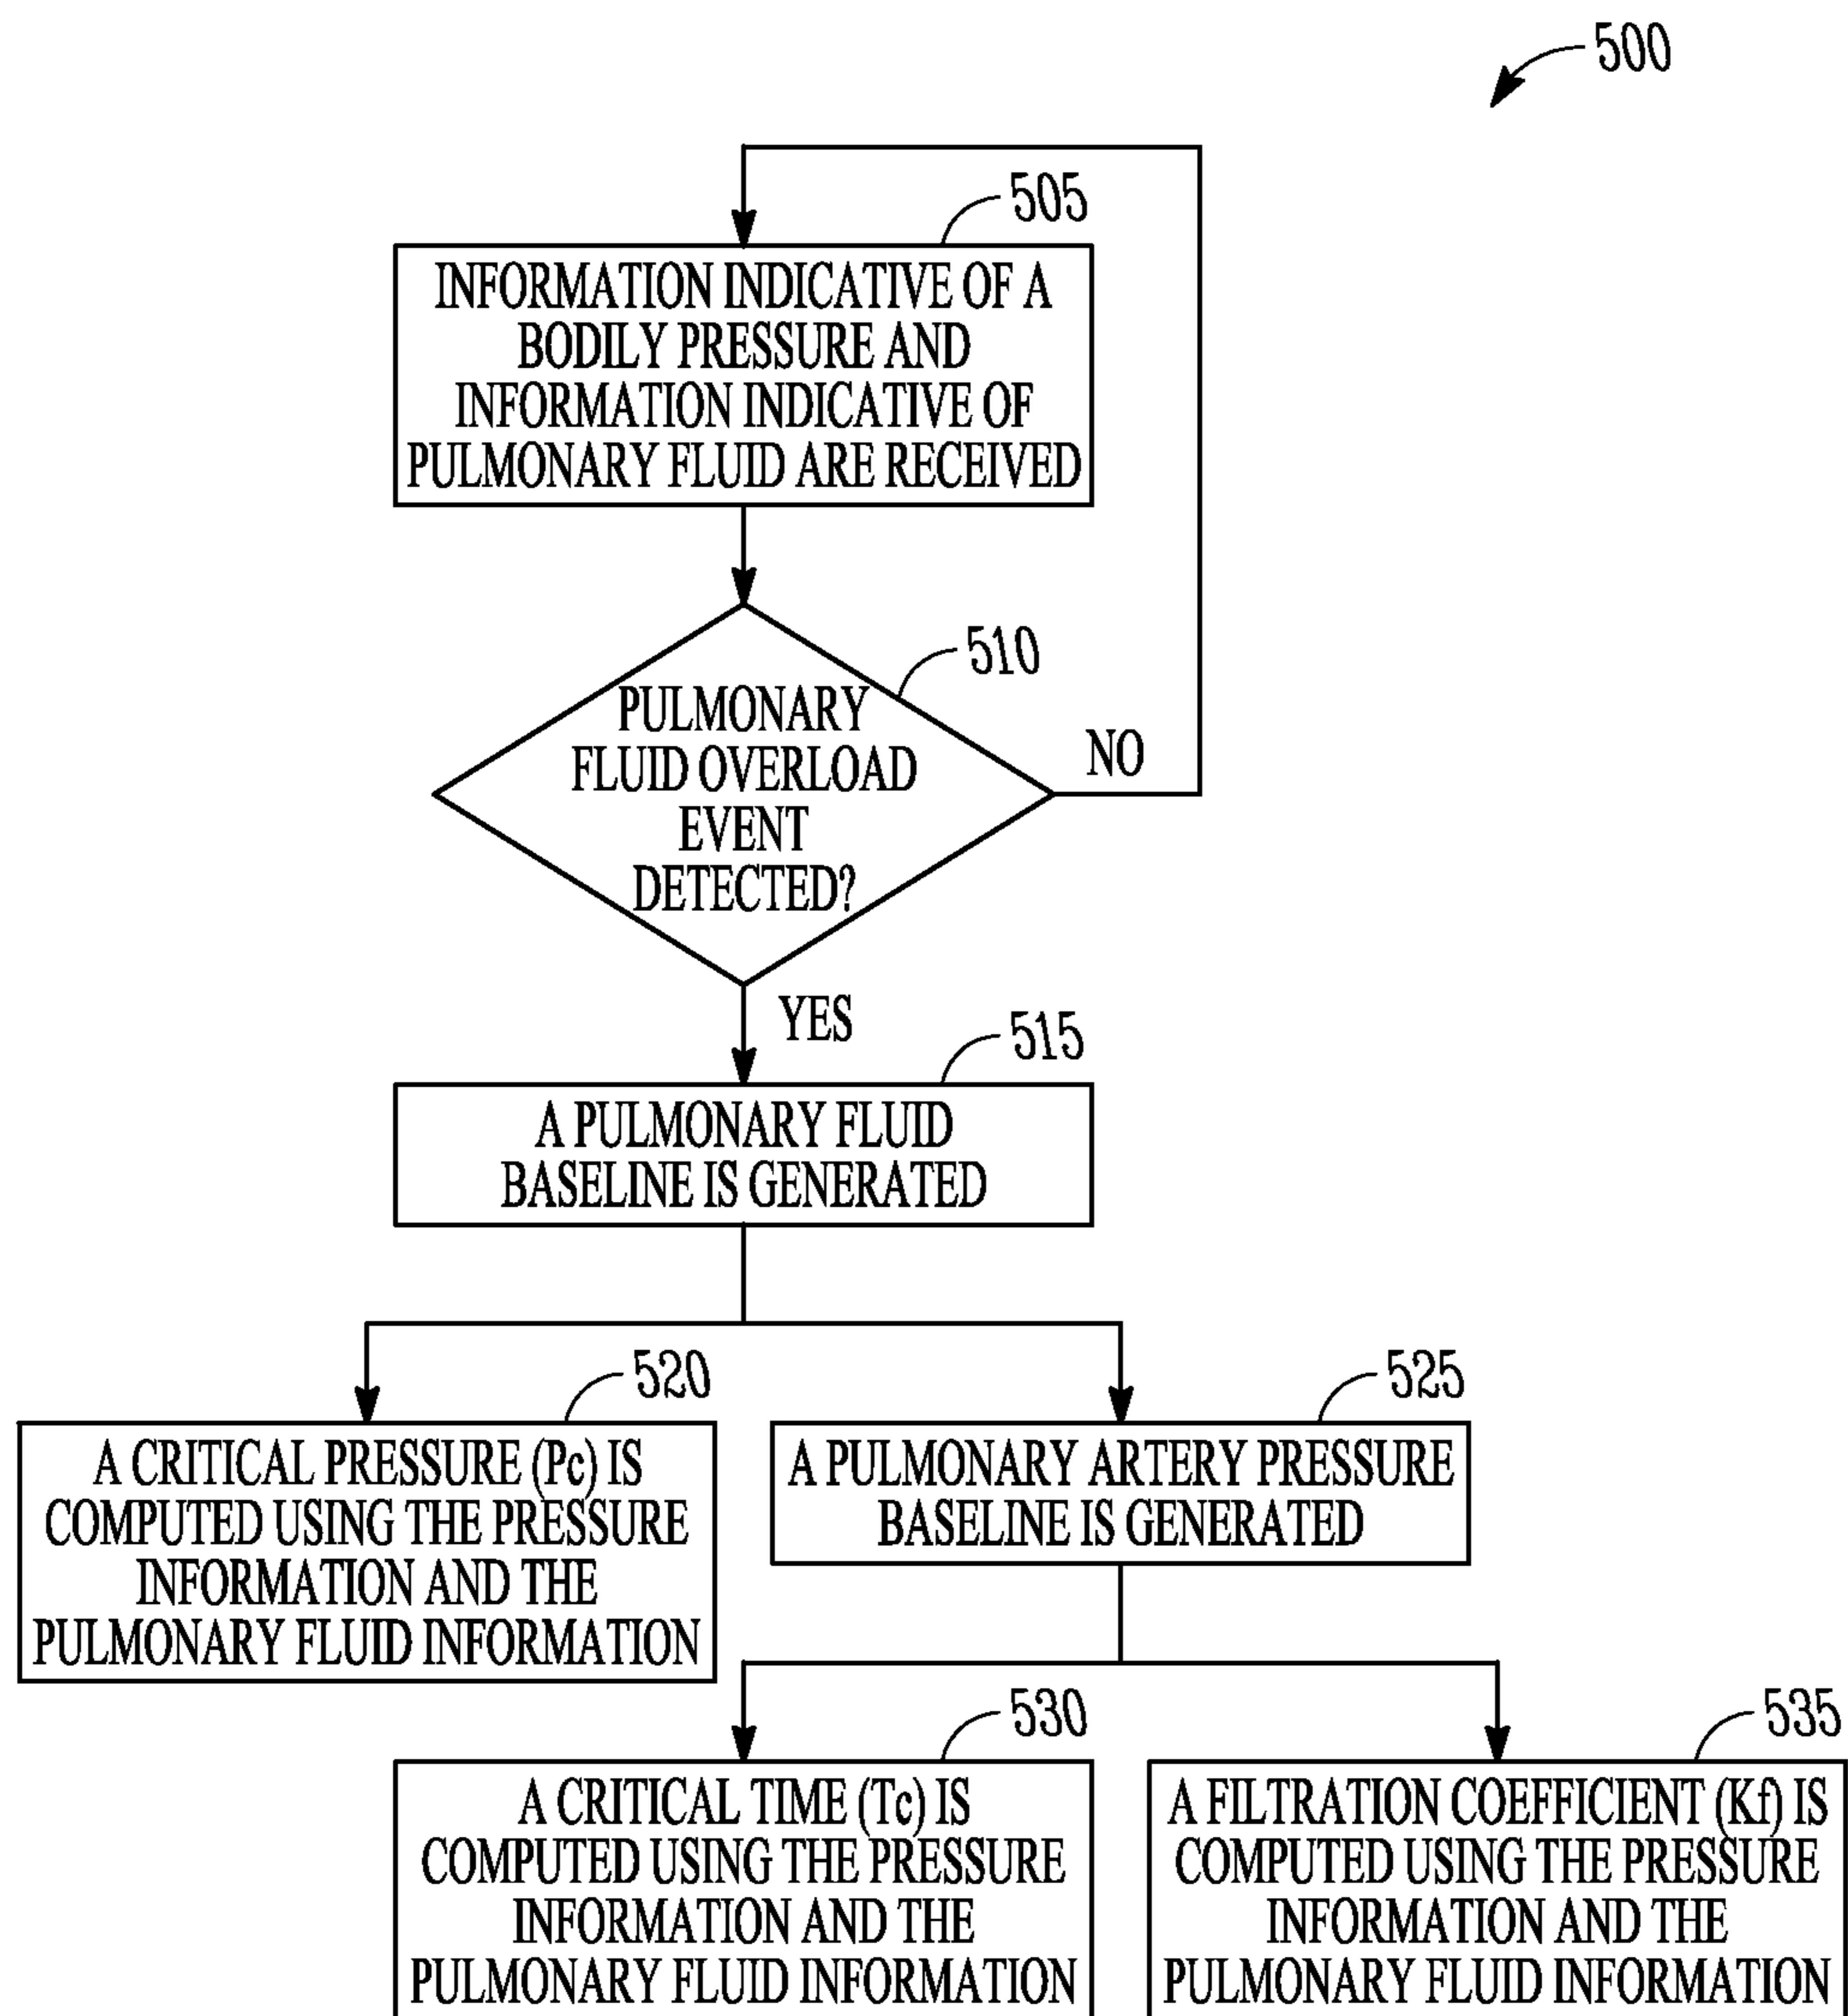 500
505
INFORMATION INDICATIVE OF A
BODILY PRESSURE AND
INFORMATION INDICATIVE OF
PULMONARY FLUID ARE RECEIVED
510
PULMONARY
FLUID OVERLOAD
EVENT
DETECTED?
NO
YES
515
A PULMONARY FLUID
BASELINE IS GENERATED
520
A CRITICAL PRESSURE (Pc) IS
COMPUTED USING THE PRESSURE
INFORMATION AND THE
PULMONARY FLUID INFORMATION
525
A PULMONARY ARTERY PRESSURE
BASELINE IS GENERATED
530
A CRITICAL TIME (Tc) IS
COMPUTED USING THE PRESSURE
INFORMATION AND THE
PULMONARY FLUID INFORMATION
535
A FILTRATION COEFFICIENT (Kf) IS
COMPUTED USING THE PRESSURE
INFORMATION AND THE
PULMONARY FLUID INFORMATION